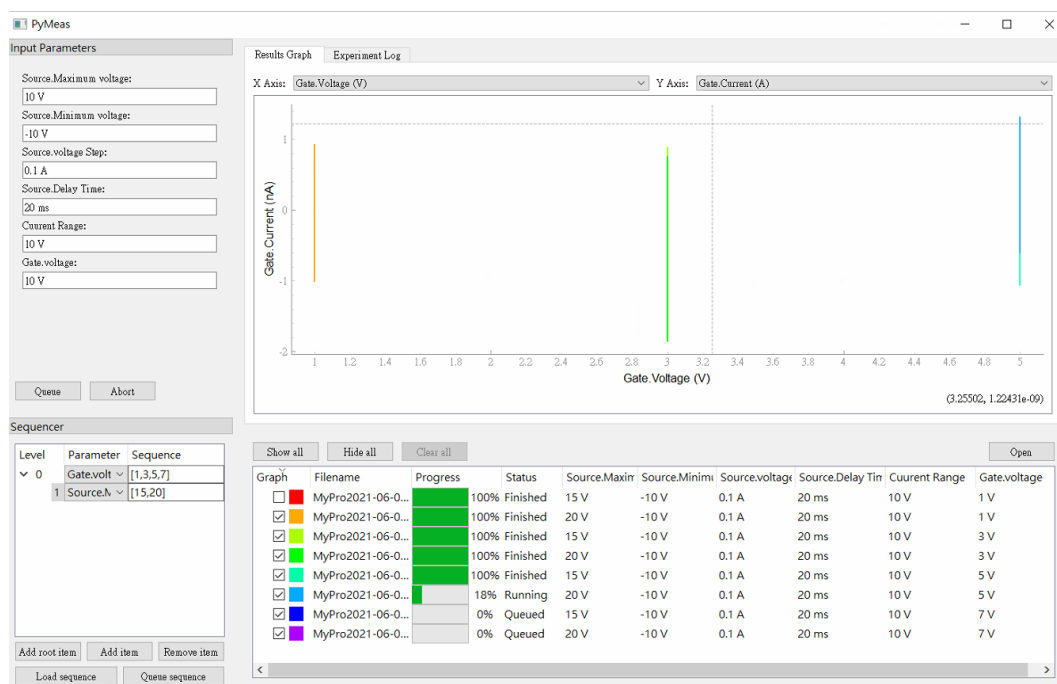 PyMeas
Input Parameters
Source.Maximum voltage:
10 V
Source.Minimum voltage:
-10 V
Source.voltage Step:
0.1 A
Source.Delay Time:
20 ms
Cuurent Range:
10 V
Gate.voltage:
10 V
Queue Abort
Sequencer
Level Parameter Sequence
0 Gate.volt [1,3,5,7]
1 Source.M [15,20]
Add root item Add item Remove item
Load sequence Queue sequence
Results Graph Experiment Log
X Axis: Gate.Voltage (V) Y Axis: Gate.Current (A)
Gate.Current (nA)
1
0
-1
-2
1 1.2 1.4 1.6 1.8 2 2.2 2.4 2.6 2.8 3 3.2 3.4 3.6 3.8 4 4.2 4.4 4.6 4.8 5
Gate.Voltage (V)
(3.25502, 1.22431e-09)
Show all Hide all Clear all Open
Graph Filename Progress Status Source.Maxim Source.Minimu Source.voltage Source.Delay Tim Cuurent Range Gate.voltage
MyPro2021-06-0... 100% Finished 15 V -10 V 0.1 A 20 ms 10 V 1 V
MyPro2021-06-0... 100% Finished 20 V -10 V 0.1 A 20 ms 10 V 1 V
MyPro2021-06-0... 100% Finished 15 V -10 V 0.1 A 20 ms 10 V 3 V
MyPro2021-06-0... 100% Finished 20 V -10 V 0.1 A 20 ms 10 V 3 V
MyPro2021-06-0... 100% Finished 15 V -10 V 0.1 A 20 ms 10 V 5 V
MyPro2021-06-0... 18% Running 20 V -10 V 0.1 A 20 ms 10 V 5 V
MyPro2021-06-0... 0% Queued 15 V -10 V 0.1 A 20 ms 10 V 7 V
MyPro2021-06-0... 0% Queued 20 V -10 V 0.1 A 20 ms 10 V 7 V